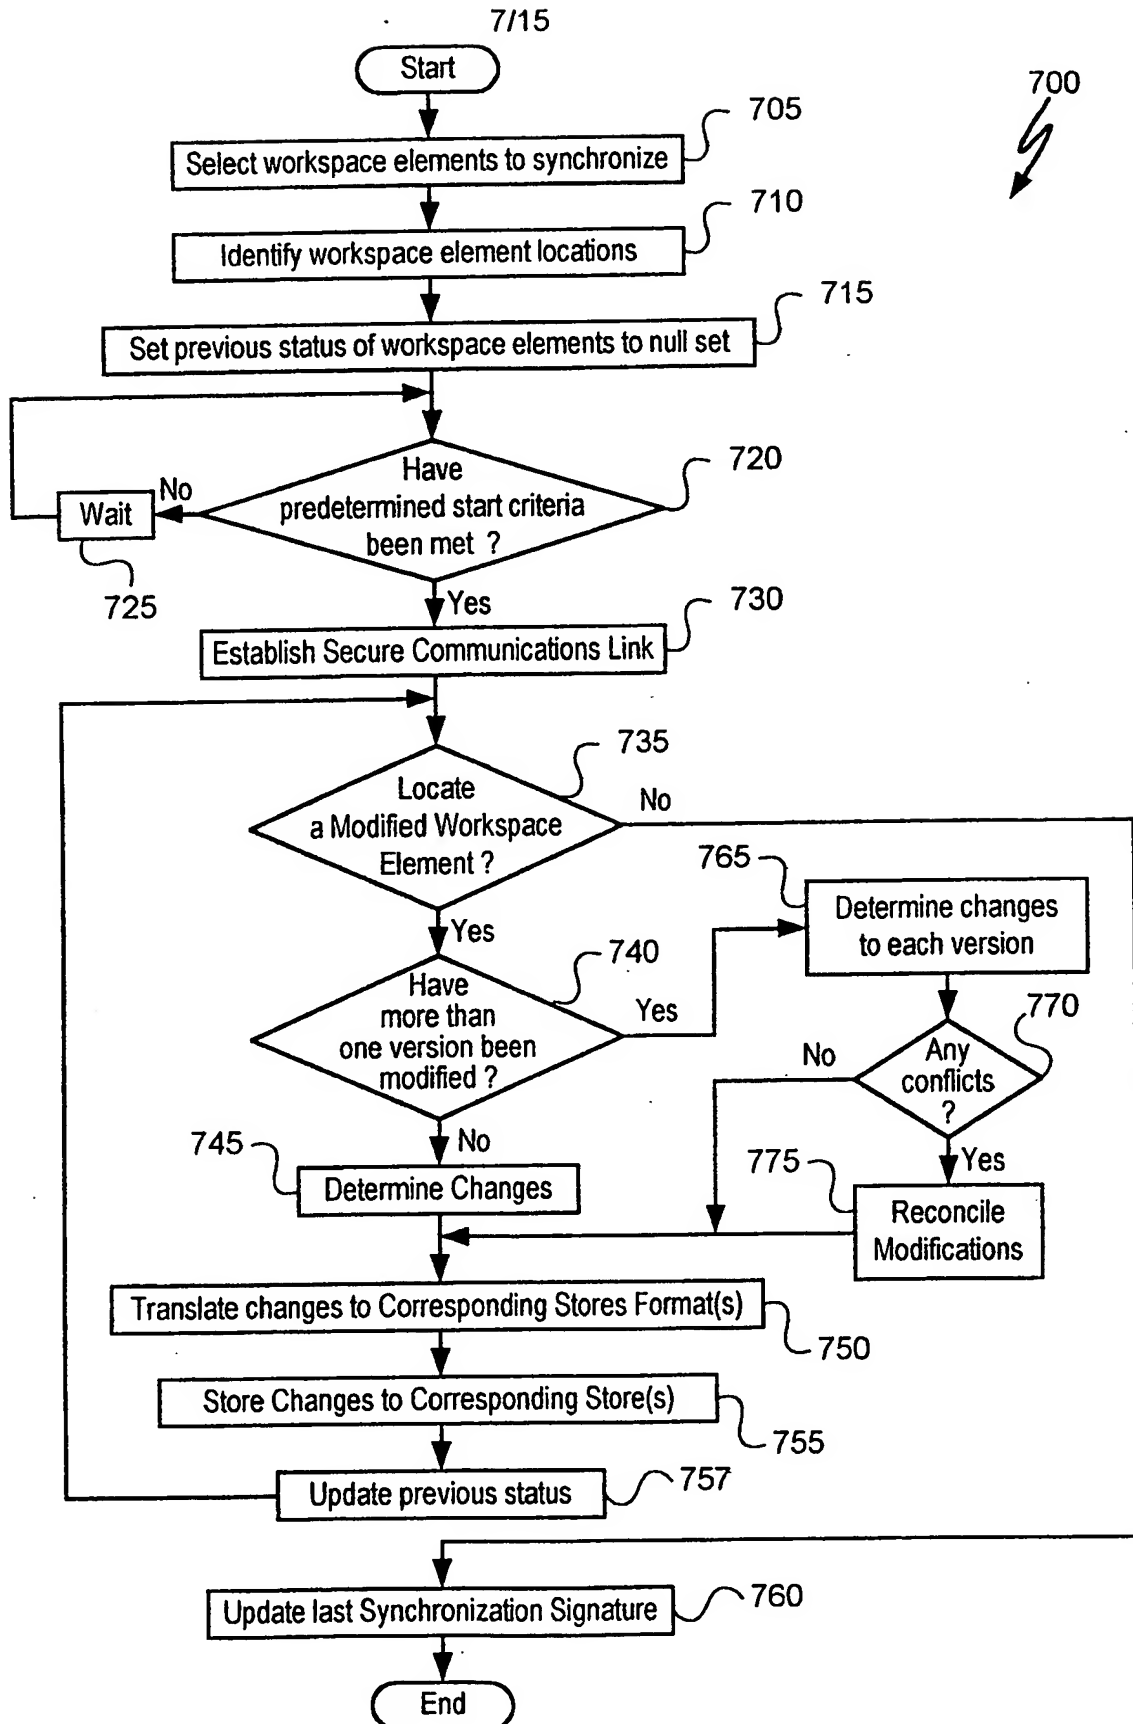 7/15
Start
700
705
Select workspace elements to synchronize
710
Identify workspace element locations
715
Set previous status of workspace elements to null set
720
Have
predetermined start criteria
been met ?
No
Wait
725
Yes
730
Establish Secure Communications Link
735
Locate
a Modified Workspace
Element ?
No
Yes
765
Determine changes
to each version
740
Have
more than
one version been
modified ?
Yes
770
Any
conflicts
?
No
Yes
No
745
Determine Changes
775
Reconcile
Modifications
Translate changes to Corresponding Stores Format(s)
750
Store Changes to Corresponding Store(s)
755
Update previous status
757
Update last Synchronization Signature
760
End